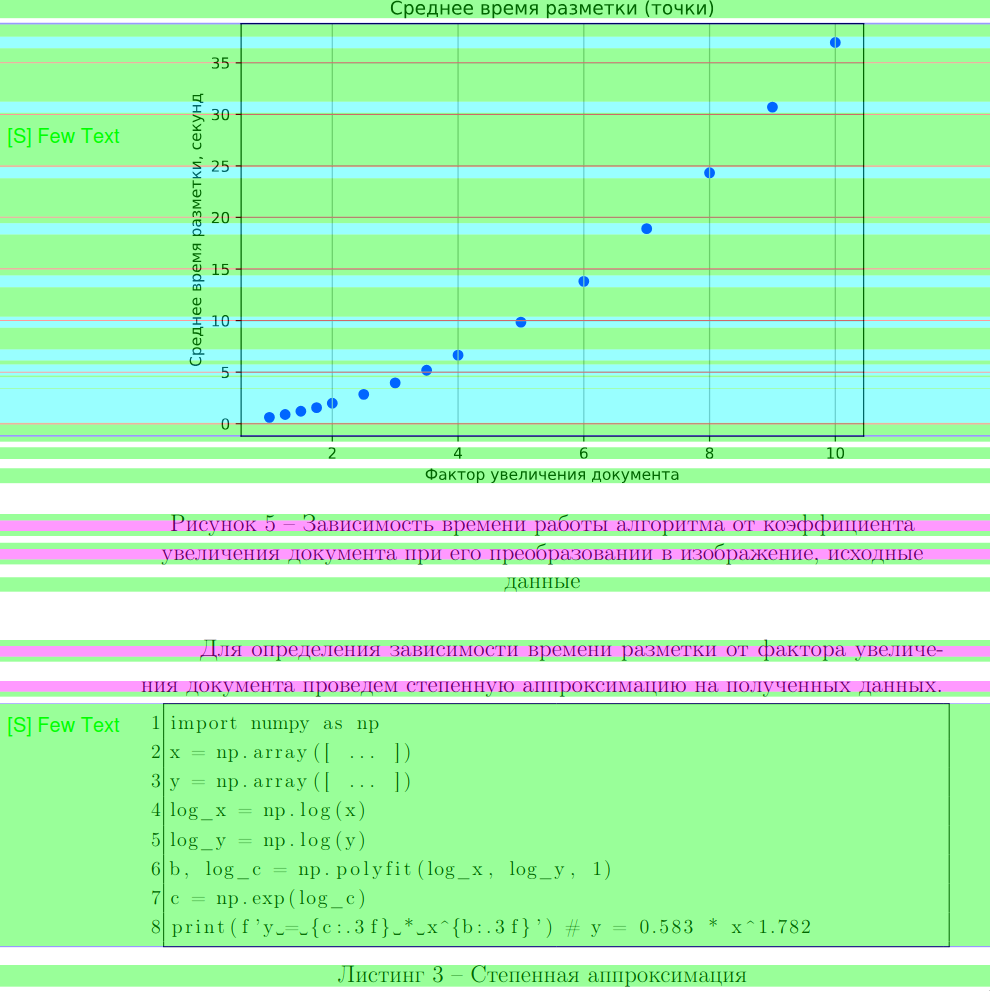 Среднее время разметки (точки)
35
30
25
20
15
10
5
0
Среднее время разметки, секунд
[S] Few Text
2 4 6 8 10
Фактор увеличения документа
Рисунок 5 – Зависимость времени работы алгоритма от коэффициента
увеличения документа при его преобразовании в изображение, исходные
данные
Для определения зависимости времени разметки от фактора увеличе-
ния документа проведем степенную аппроксимацию на полученных данных.
[S] Few Text
1 import numpy as np
2 x = np.array([ ... ])
3 y = np.array([ ... ])
4 log_x = np.log(x)
5 log_y = np.log(y)
6 b, log_c = np.polyfit(log_x, log_y, 1)
7 c = np.exp(log_c)
8 print(f'y␣=␣{c:.3f}␣*␣x^{b:.3f}') # y = 0.583 * x^1.782
Листинг 3 – Степенная аппроксимация